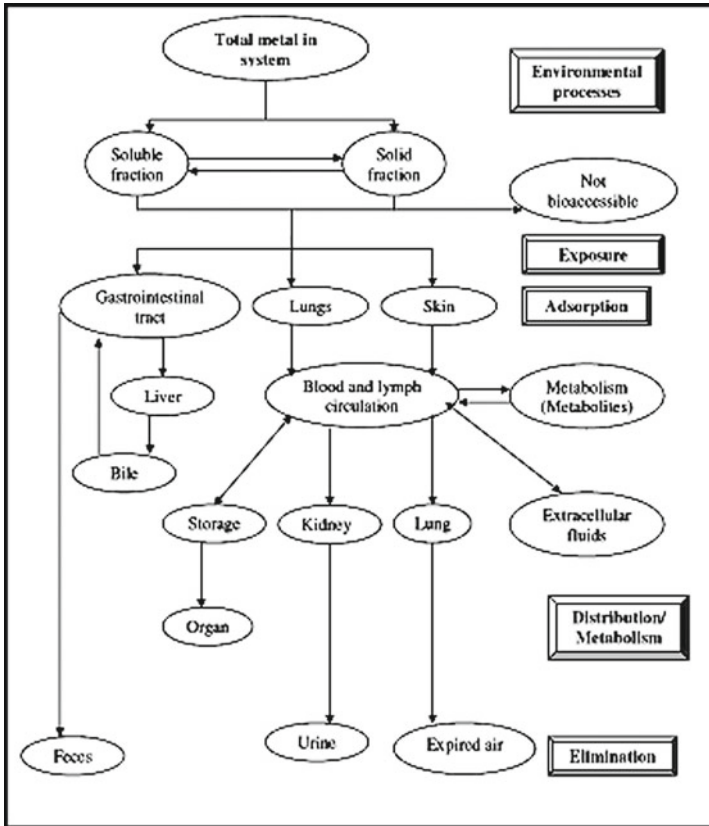 Total metal in
system
Environmental
processes
Soluble
fraction
Solid
fraction
Not
bioaccessible
Exposure
Gastrointestinal
tract
Lungs
Skin
Adsorption
Liver
Blood and lymph
circulation
Metabolism
(Metabolites)
Bile
Storage
Kidney
Lung
Extracellular
fluids
Organ
Distribution/
Metabolism
Feces
Urine
Expired air
Elimination